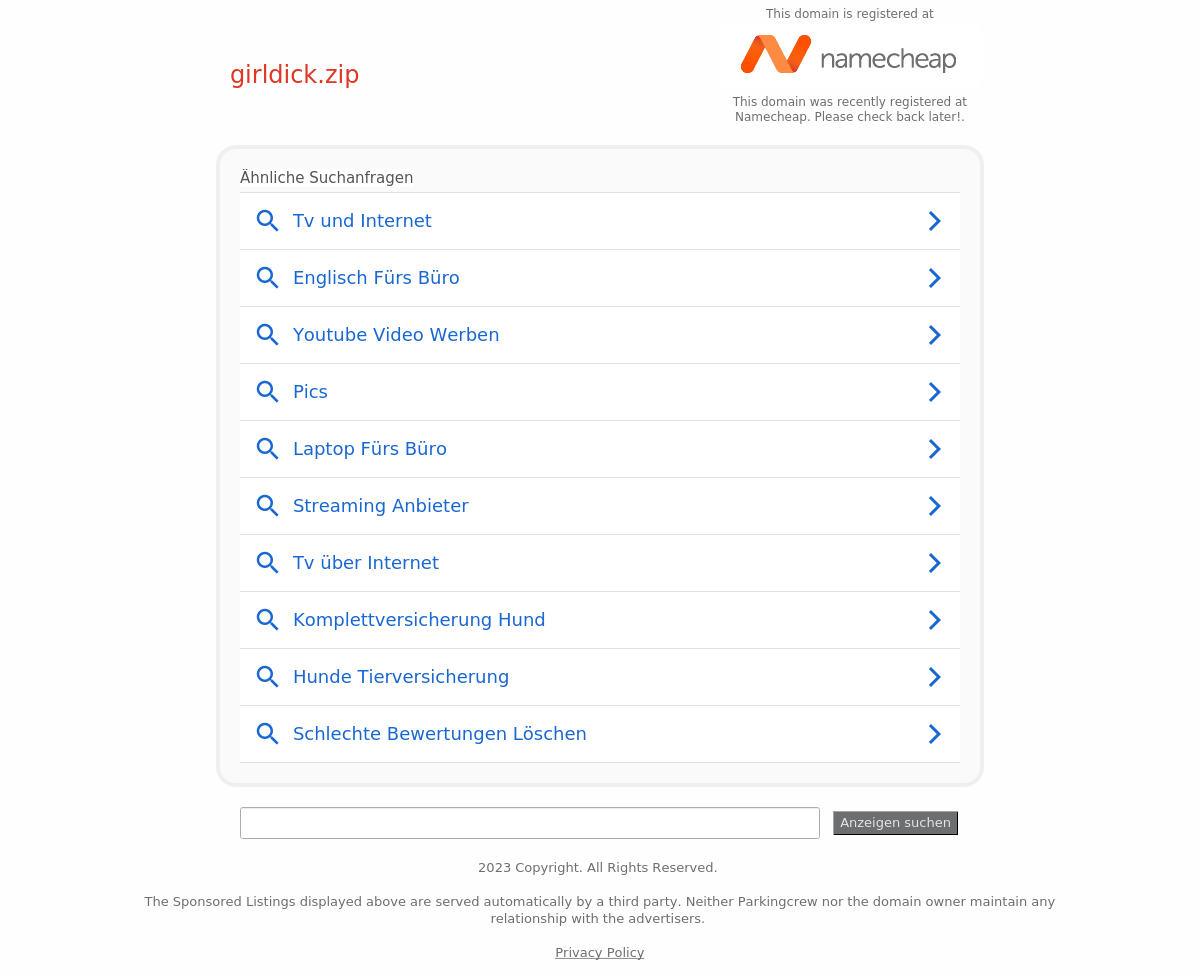 This domain is registered at
namecheap
girldick.zip
This domain was recently registered at
Namecheap. Please check back later!.
Ähnliche Suchanfragen
Tv und Internet
Englisch Fürs Büro
Youtube Video Werben
Pics
Laptop Fürs Büro
Streaming Anbieter
Tv über Internet
Komplettversicherung Hund
Hunde Tierversicherung
Schlechte Bewertungen Löschen
Anzeigen suchen
2023 Copyright. All Rights Reserved.
The Sponsored Listings displayed above are served automatically by a third party. Neither Parkingcrew nor the domain owner maintain any
relationship with the advertisers.
Privacy Policy